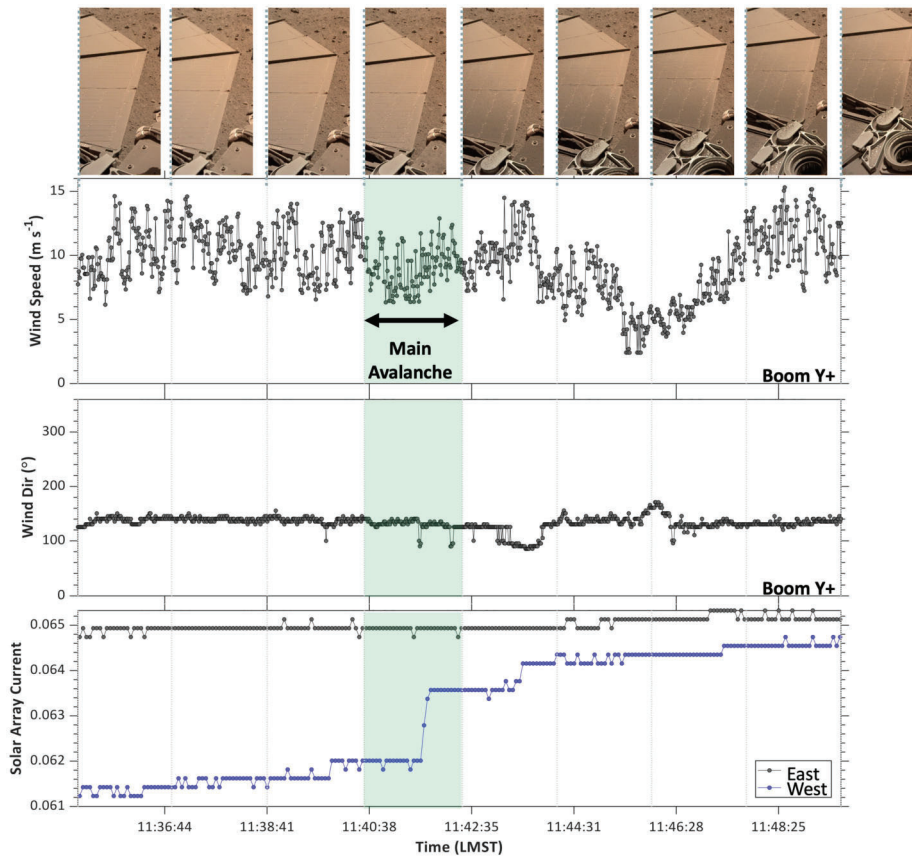 15
10
5
0
Wind Speed (m s⁻¹)
Main
Avalanche
Boom Y+
300
200
100
0
Wind Dir (°)
Boom Y+
0.065
0.064
0.063
0.062
0.061
Solar Array Current
East
West
11:36:44 11:38:41 11:40:38 11:42:35 11:44:31 11:46:28 11:48:25
Time (LMST)